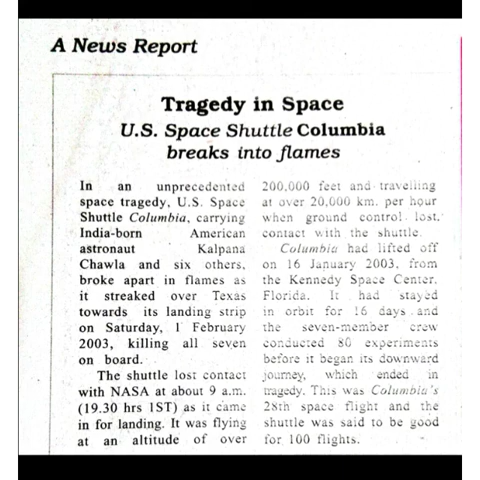 A News Report
Tragedy in Space
U.S. Space Shuttle Columbia
breaks into flames
In an unprecedented
space tragedy, U.S. Space
Shuttle Columbia, carrying
India-born American
astronaut Kalpana
Chawla and six others,
broke apart in flames as
it streaked over Texas
towards its landing strip
on Saturday, 1 February
2003, killing all seven
on board.
The shuttle lost contact
with NASA at about 9 a.m.
(19.30 hrs 1ST) as it came
in for landing. It was flying
at an altitude of over
200,000 feet and travelling
at over 20,000 km. per hour
when ground control lost.
contact with the shuttle.
Columbia had lifted off
on 16 January 2003, from
the Kennedy Space Center,
Florida. It had stayed
in orbit for 16 days and
the seven-member crew
conducted 80 experiments
before it began its downward
journey, which ended in
tragedy. This was Columbia's
28th space flight and the
shuttle was said to be good
for 100 flights.